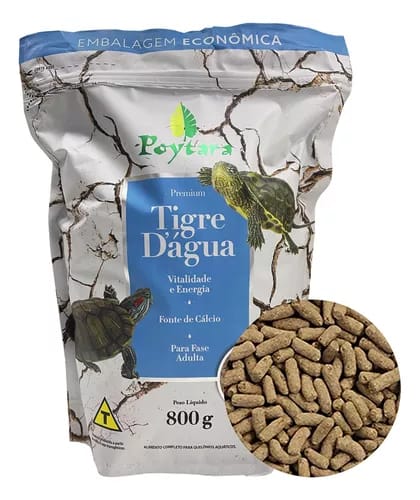 EMBALAGEM ECONÔMICA
Poytara
Premium
Tigre
D'água
Vitalidade
e Energia
Fonte de Cálcio
Para Fase
Adulta
Peso Líquido
800 g
T
ALIMENTO COMPLETO PARA QUELÔNIOS AQUÁTICOS.